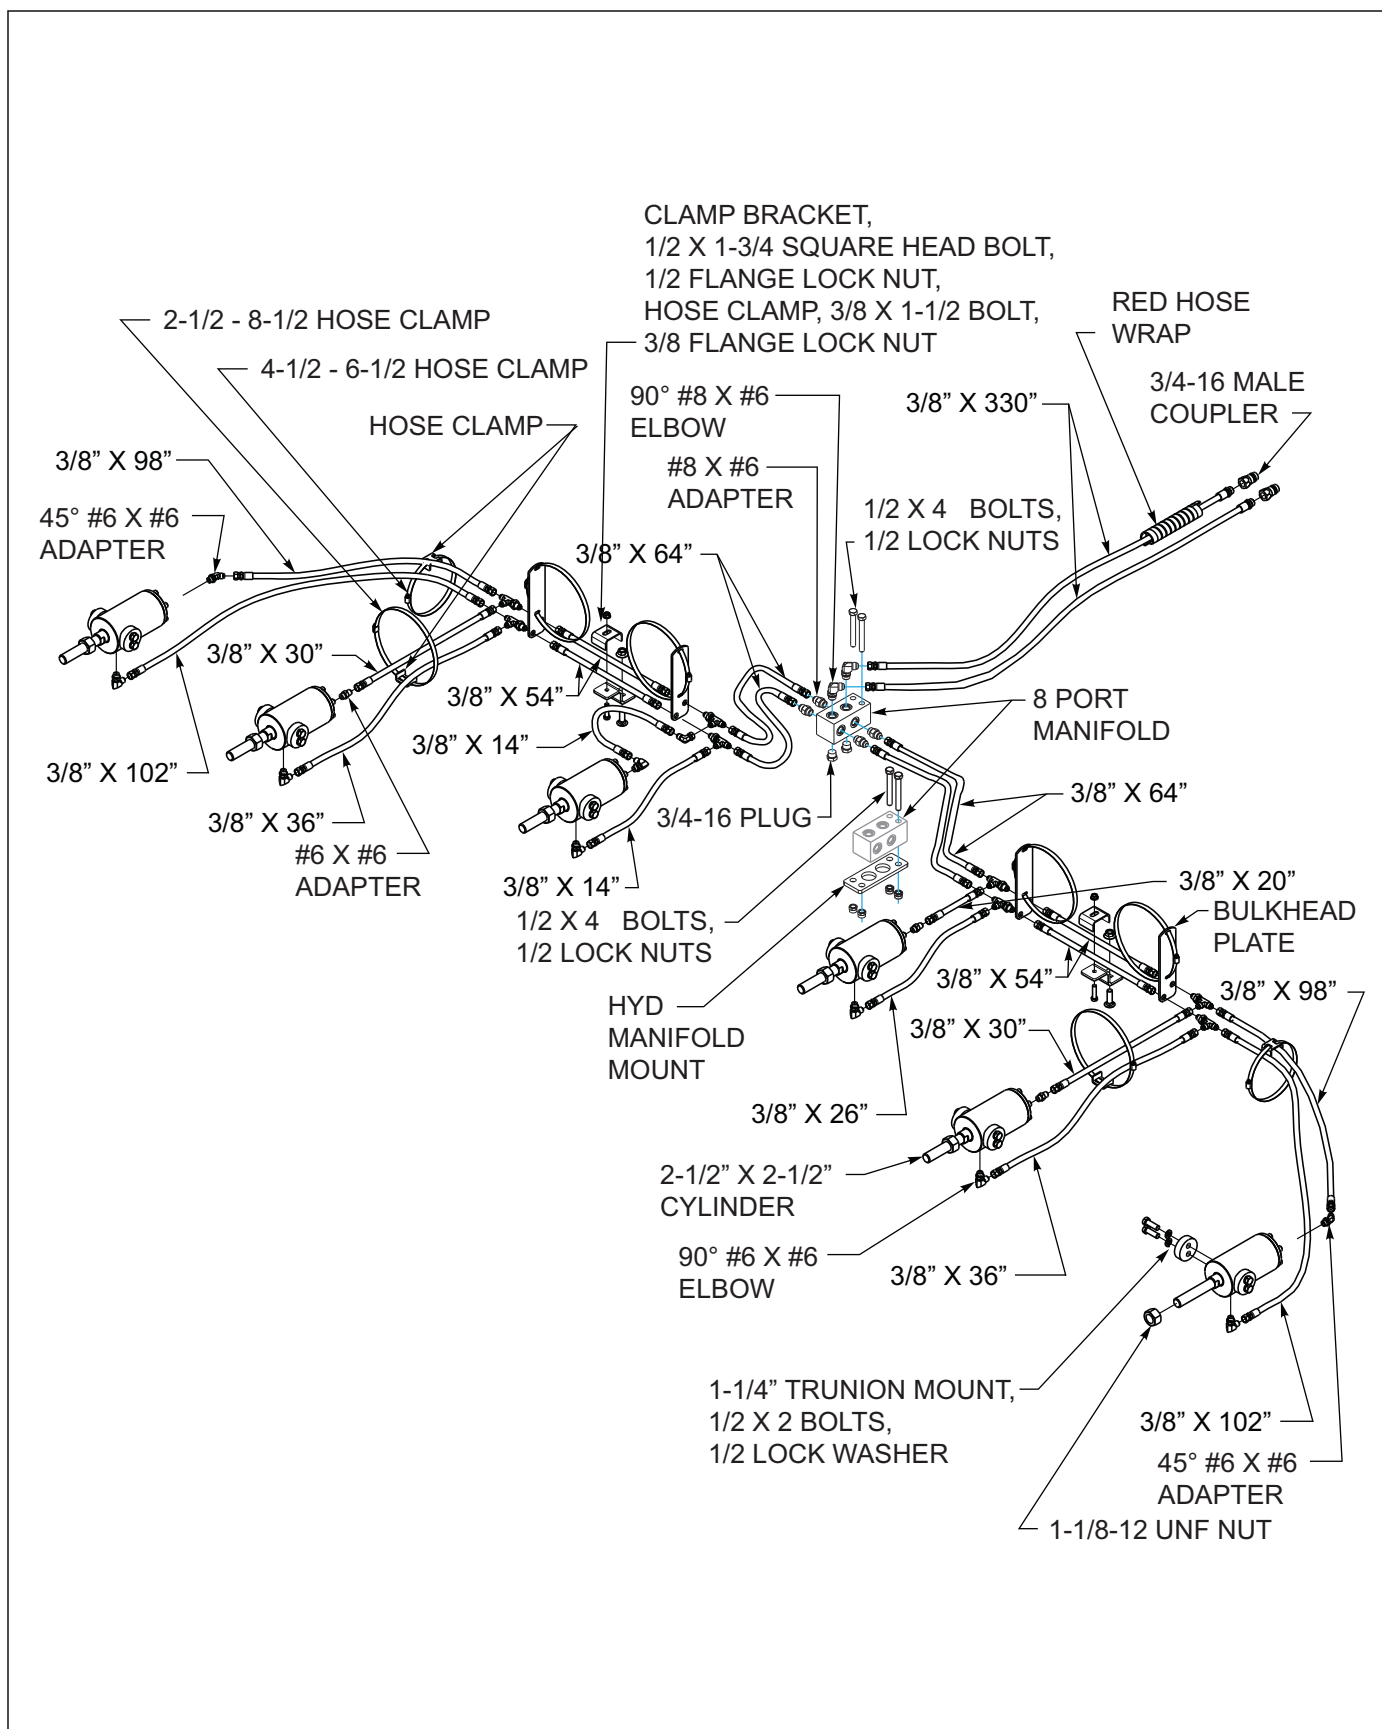 CLAMP BRACKET,
1/2 X 1-3/4 SQUARE HEAD BOLT,
1/2 FLANGE LOCK NUT,
HOSE CLAMP, 3/8 X 1-1/2 BOLT,
3/8 FLANGE LOCK NUT
RED HOSE
WRAP
2-1/2 - 8-1/2 HOSE CLAMP
4-1/2 - 6-1/2 HOSE CLAMP
HOSE CLAMP
3/4-16 MALE
COUPLER
90° #8 X #6
ELBOW
3/8” X 330”
#8 X #6
ADAPTER
3/8” X 98”
45° #6 X #6
ADAPTER
1/2 X 4 BOLTS,
1/2 LOCK NUTS
3/8” X 64”
3/8” X 30”
3/8” X 54”
8 PORT
MANIFOLD
3/8” X 14”
3/8” X 102”
3/8” X 36”
3/4-16 PLUG
3/8” X 64”
#6 X #6
ADAPTER
3/8” X 14”
1/2 X 4 BOLTS,
1/2 LOCK NUTS
3/8” X 20”
BULKHEAD
PLATE
3/8” X 54”
3/8” X 98”
HYD
MANIFOLD
MOUNT
3/8” X 30”
3/8” X 26”
2-1/2” X 2-1/2”
CYLINDER
90° #6 X #6
ELBOW
3/8” X 36”
1-1/4” TRUNION MOUNT,
1/2 X 2 BOLTS,
1/2 LOCK WASHER
3/8” X 102”
45° #6 X #6
ADAPTER
1-1/8-12 UNF NUT